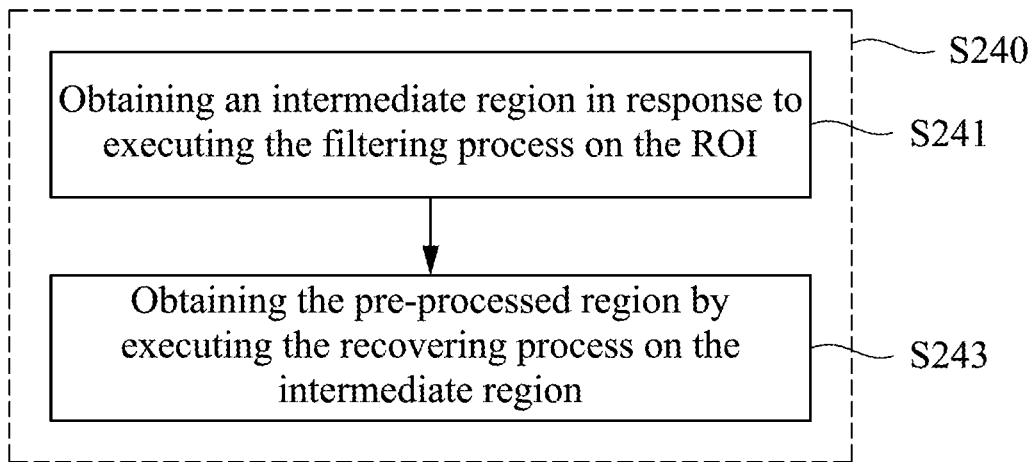 S240
Obtaining an intermediate region in response to
executing the filtering process on the ROI
S241
Obtaining the pre-processed region by
executing the recovering process on the
intermediate region
S243